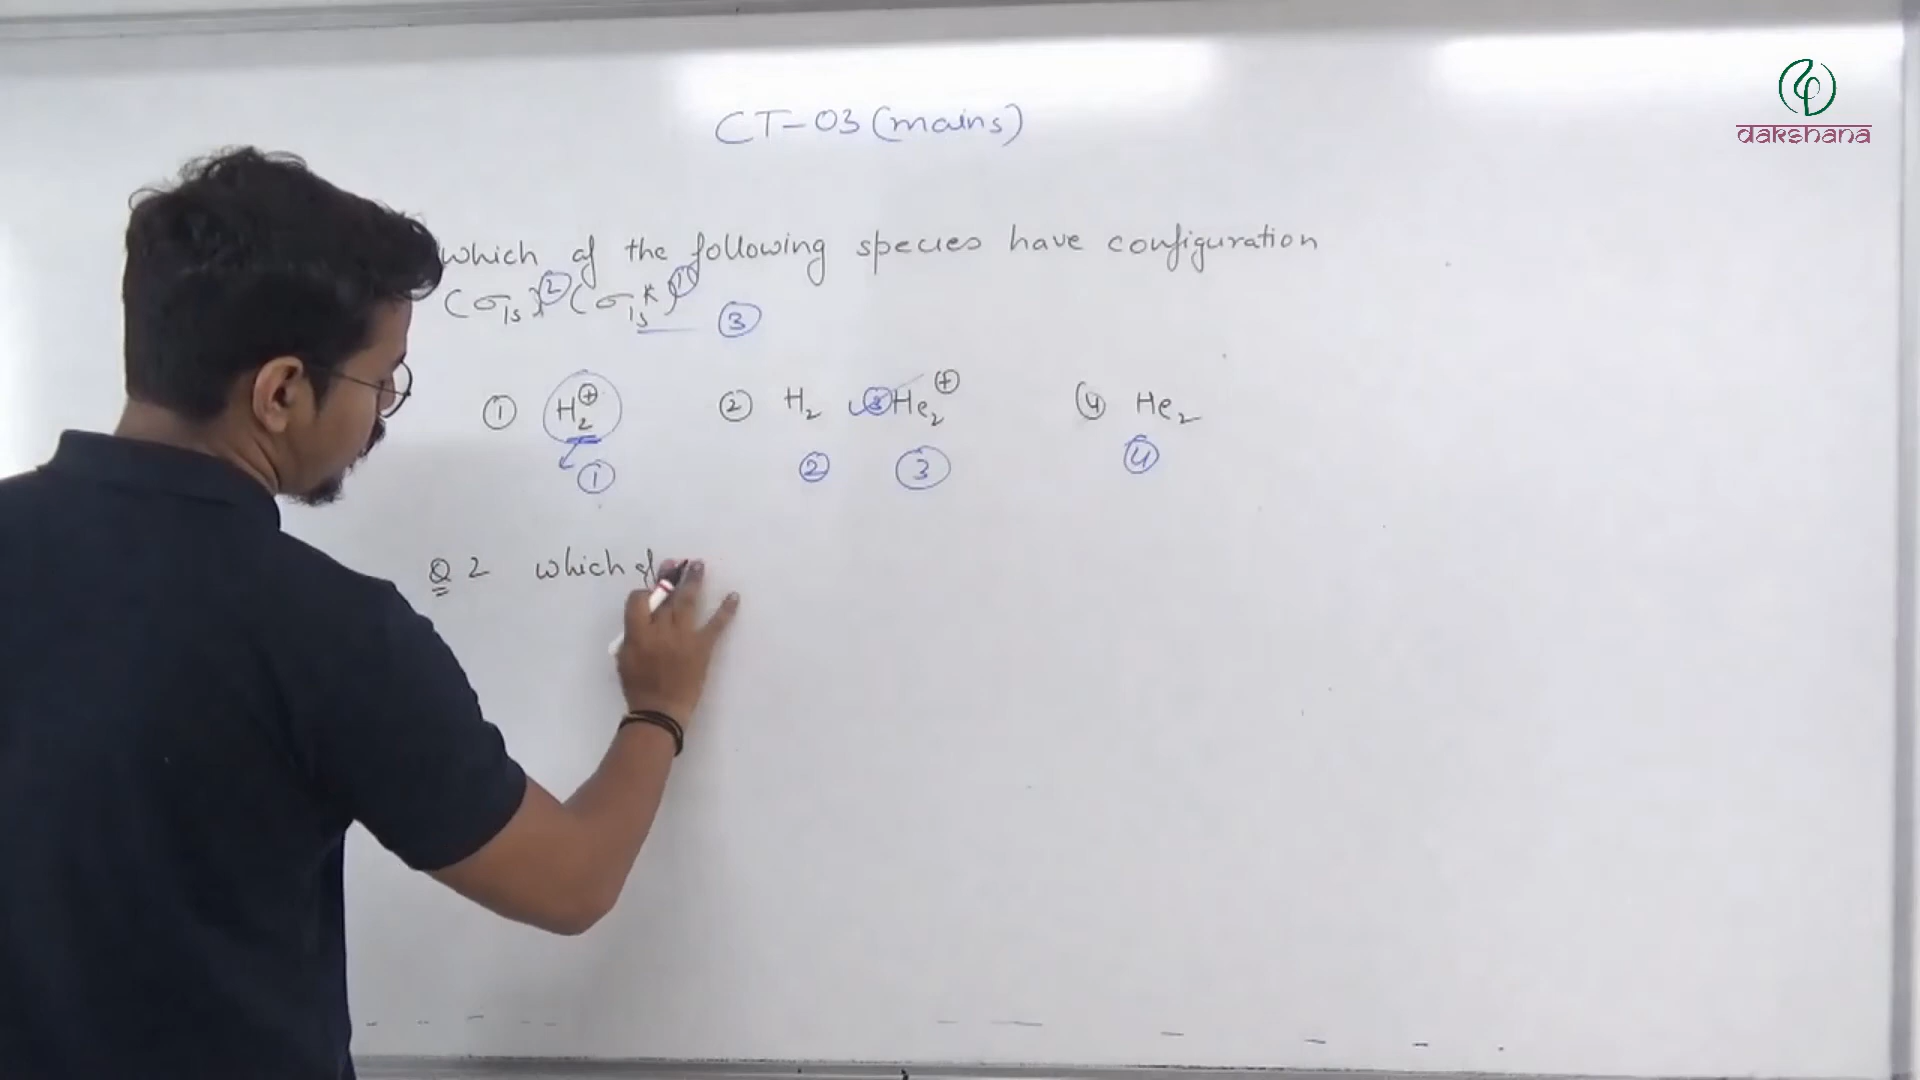 dakshana
CT-03 (mains)
which of the following species have configuration
(σ1s)² (σ1s*)¹ ③
① H₂⊕ ② H₂ ③ He₂⊕ ④ He₂
① ② ③ ④
Q 2 which of